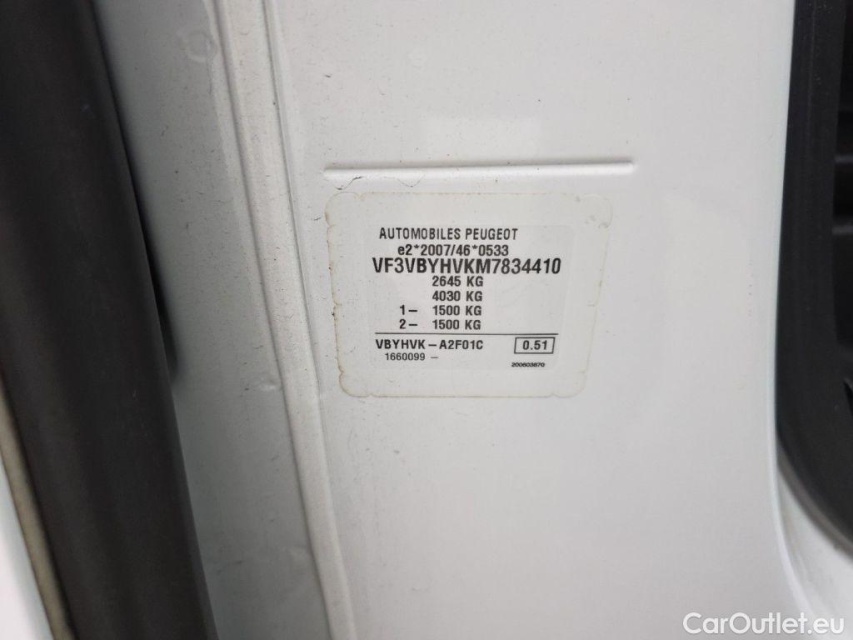 AUTOMOBILES PEUGEOT
e2*2007/46*0533
VF3VBYHVKM7834410
2645 KG
4030 KG
1- 1500 KG
2- 1500 KG
VBYHVK - A2F01C 0.51
1660099 -
200603670
CarOutlet.eu